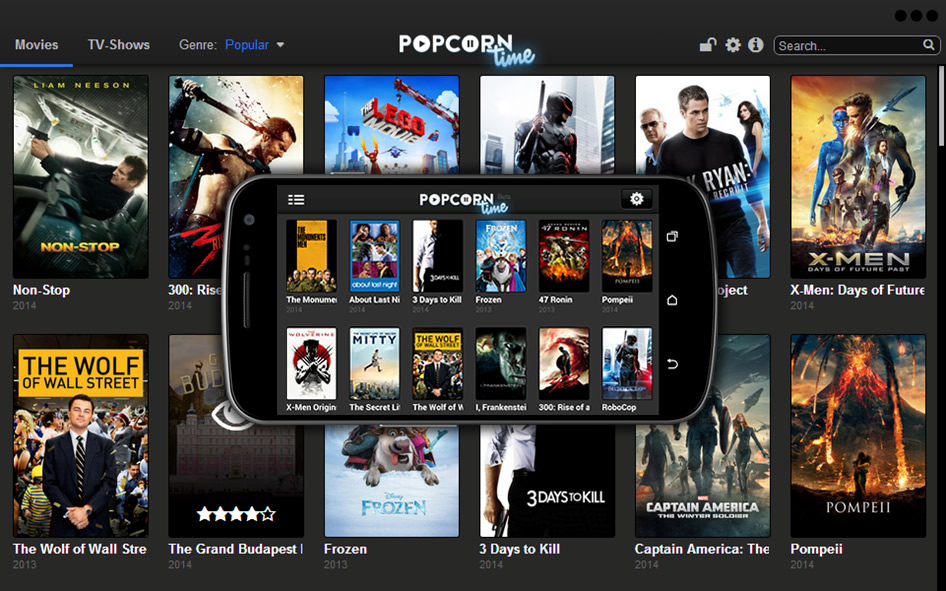 Movies
TV-Shows
Genre: Popular
POPCORN
time
Search...
LIAM NEESON
NON-STOP
THE LEGO
MOVIE
JACK RYAN:
RECRUIT
X-MEN
DAYS OF FUTURE PAST
Non-Stop
2014
300: Rise
2014
oject
X-Men: Days of Future
2014
POPCORN
time
THE MONUMENTS
MEN
about last night
3 DAYS TO KILL
FROZEN
47 RONIN
POMPEII
The Monumen
2014
About Last Ni
2014
3 Days to Kill
2014
Frozen
47 Ronin
Pompeii
WOLVERINE
MITTY
THE WOLF
OF WALL STREET
X-Men Origin
The Secret Lif
The Wolf of W
I, Frankenstei
300: Rise of a
RoboCop
THE WOLF
OF WALL STREET
BUD
Disney
FROZEN
3 DAYS TO KILL
MARVEL
CAPTAIN AMERICA
THE WINTER SOLDIER
POMPEII
The Wolf of Wall Stre
2013
The Grand Budapest
2014
Frozen
2013
3 Days to Kill
2014
Captain America: The
2014
Pompeii
2014